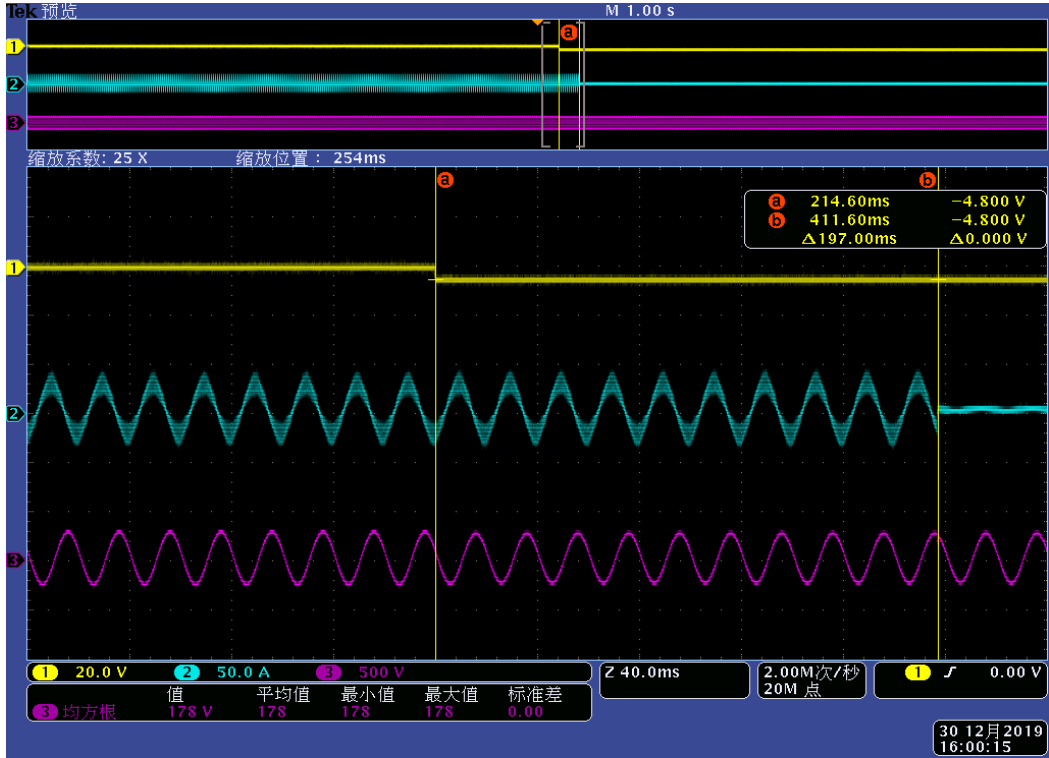 Tek 预览 M 1.00 s
a
1
2
3
缩放系数: 25 X 缩放位置: 254ms
a b
a 214.60ms −4.800 V
b 411.60ms −4.800 V
Δ197.00ms Δ0.000 V
1
2
3
1 20.0 V 2 50.0 A 3 500 V
Z 40.0ms
2.00M次/秒
20M 点
1 0.00 V
值 平均值 最小值 最大值 标准差
3 均方根 178 V 178 178 178 0.00
30 12月2019
16:00:15